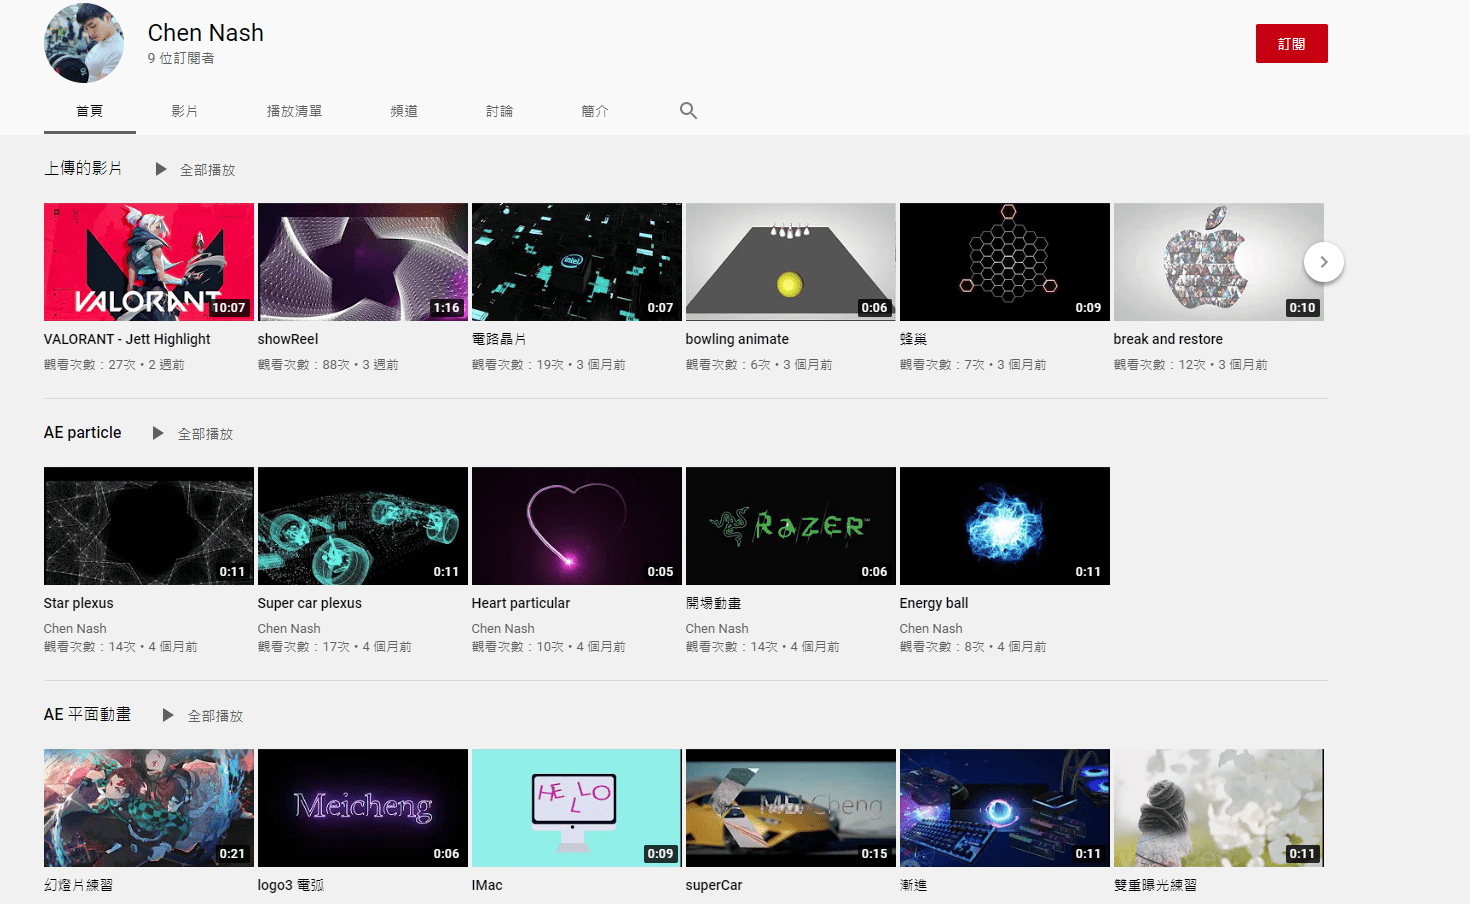 Chen Nash
9 位訂閱者
訂閱
首頁 影片 播放清單 頻道 討論 簡介
上傳的影片 全部播放
VALORANT
10:07
1:16
intel
0:07
0:06
0:09
0:10
VALORANT - Jett Highlight
觀看次數：27次 • 2 週前
showReel
觀看次數：88次 • 3 週前
電路晶片
觀看次數：19次 • 3 個月前
bowling animate
觀看次數：6次 • 3 個月前
蜂巢
觀看次數：7次 • 3 個月前
break and restore
觀看次數：12次 • 3 個月前
AE particle 全部播放
0:11
0:11
0:05
RAZER
0:06
0:11
Star plexus
Chen Nash
觀看次數：14次 • 4 個月前
Super car plexus
Chen Nash
觀看次數：17次 • 4 個月前
Heart particular
Chen Nash
觀看次數：10次 • 4 個月前
開場動畫
Chen Nash
觀看次數：14次 • 4 個月前
Energy ball
Chen Nash
觀看次數：8次 • 4 個月前
AE 平面動畫 全部播放
0:21
Meicheng
0:06
HELLO
0:09
MEI Cheng
0:15
0:11
0:11
幻燈片練習
logo3 電弧
IMac
superCar
漸進
雙重曝光練習